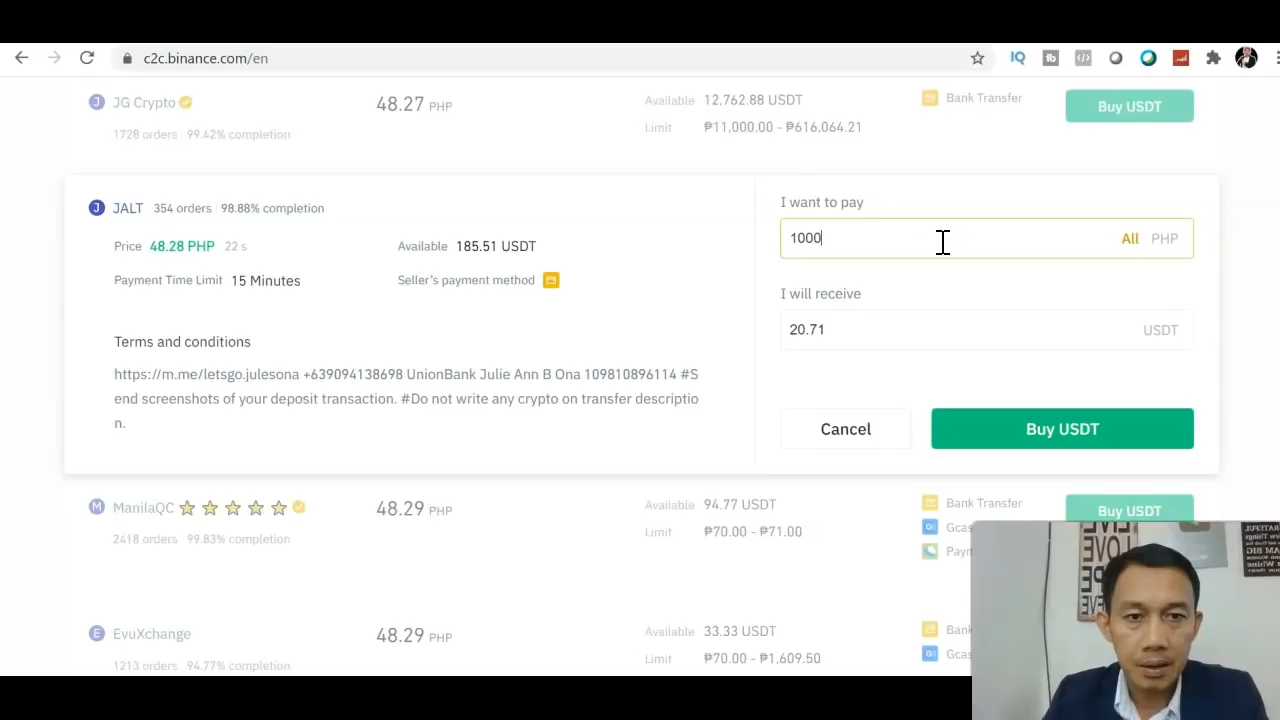 c2c.binance.com/en
JG Crypto 48.27 PHP Available 12,762.88 USDT Bank Transfer Buy USDT
1728 orders 99.42% completion Limit ₱11,000.00 - ₱616,064.21
J JALT 354 orders 98.88% completion
I want to pay
1000 All PHP
Price 48.28 PHP 22 s Available 185.51 USDT
Payment Time Limit 15 Minutes Seller's payment method
I will receive
20.71 USDT
Terms and conditions
https://m.me/letsgo.julesona +639094138698 UnionBank Julie Ann B Ona 109810896114 #S
end screenshots of your deposit transaction. #Do not write any crypto on transfer descriptio
n.
Cancel Buy USDT
M ManilaQC 48.29 PHP Available 94.77 USDT Bank Transfer Buy USDT
2418 orders 99.83% completion Limit ₱70.00 - ₱71.00 Gcas
Payn
E EvuXchange 48.29 PHP Available 33.33 USDT Bank
1213 orders 94.77% completion Limit ₱70.00 - ₱1,609.50 Gcas
LOVE